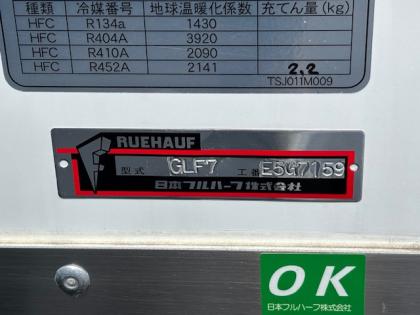 種類 冷媒番号 地球温暖化係数 充てん量(kg)
HFC R134a 1430
HFC R404A 3920
HFC R410A 2090
HFC R452A 2141 2,2
TSJ011M009
RUEHAUF
型式 GLF7 工番 E5G7159
日本フルハーフ株式会社
OK
日本フルハーフ株式会社